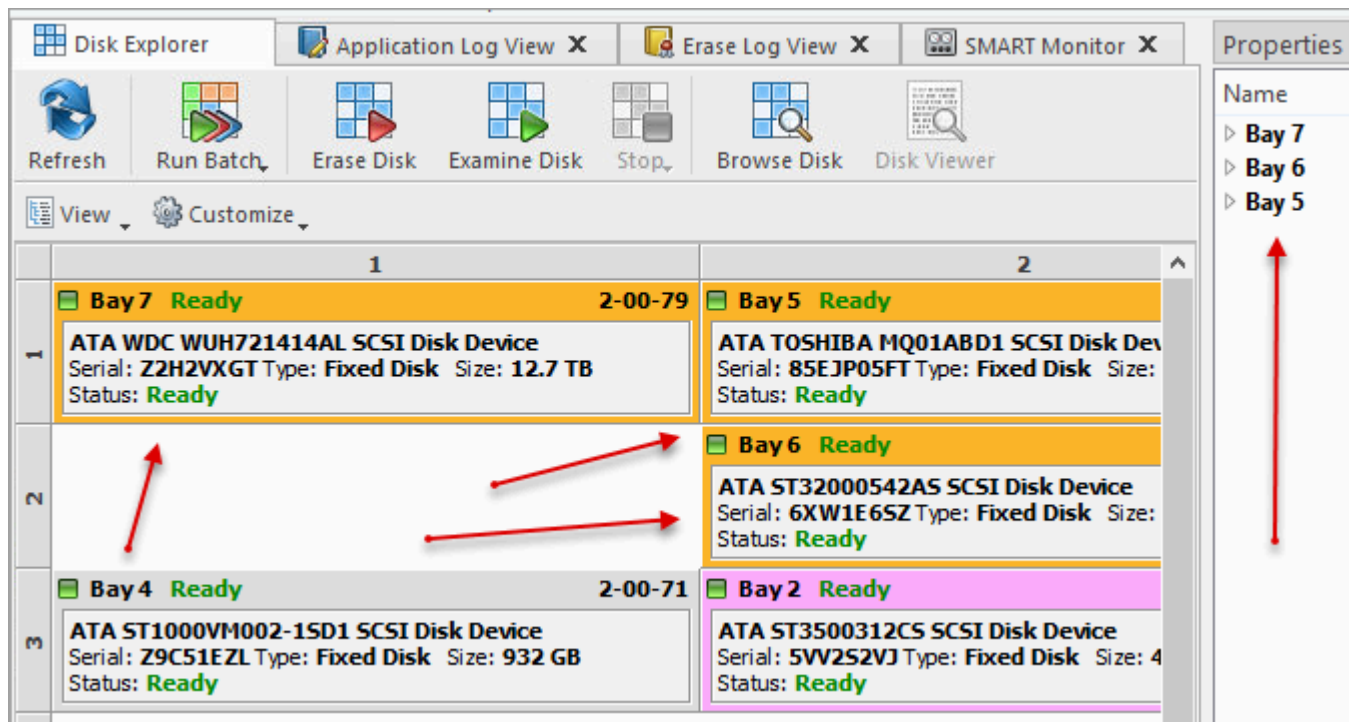 Disk Explorer
Application Log View X
Erase Log View X
SMART Monitor X
Properties
Refresh
Run Batch
Erase Disk
Examine Disk
Stop
Browse Disk
Disk Viewer
View
Customize
Name
Bay 7
Bay 6
Bay 5
1
2
1
Bay 7 Ready 2-00-79
ATA WDC WUH721414AL SCSI Disk Device
Serial: Z2H2VXGT Type: Fixed Disk Size: 12.7 TB
Status: Ready
Bay 5 Ready
ATA TOSHIBA MQ01ABD1 SCSI Disk Dev
Serial: 85EJP05FT Type: Fixed Disk Size:
Status: Ready
2
Bay 6 Ready
ATA ST32000542AS SCSI Disk Device
Serial: 6XW1E6SZ Type: Fixed Disk Size:
Status: Ready
3
Bay 4 Ready 2-00-71
ATA ST1000VM002-1SD1 SCSI Disk Device
Serial: Z9C51EZL Type: Fixed Disk Size: 932 GB
Status: Ready
Bay 2 Ready
ATA ST3500312CS SCSI Disk Device
Serial: 5VV2S2VJ Type: Fixed Disk Size: 4
Status: Ready